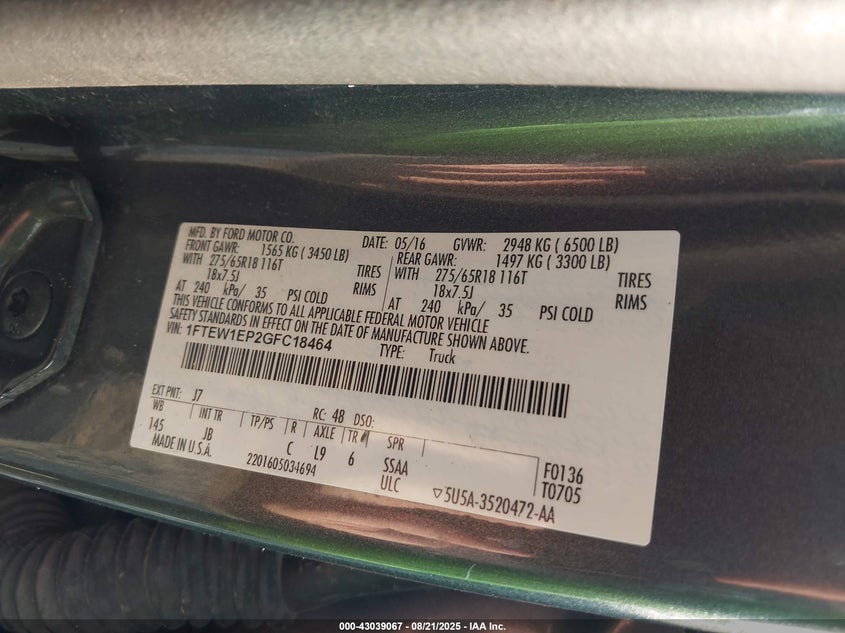 MFD. BY FORD MOTOR CO. DATE: 05/16 GVWR: 2948 KG ( 6500 LB)
FRONT GAWR: 1565 KG ( 3450 LB) REAR GAWR: 1497 KG ( 3300 LB)
WITH 275/65R18 116T TIRES WITH 275/65R18 116T TIRES
18x7.5J RIMS 18x7.5J RIMS
AT 240 kPa/ 35 PSI COLD AT 240 kPa/ 35 PSI COLD
THIS VEHICLE CONFORMS TO ALL APPLICABLE FEDERAL MOTOR VEHICLE
SAFETY STANDARDS IN EFFECT ON THE DATE OF MANUFACTURE SHOWN ABOVE.
VIN: 1FTEW1EP2GFC18464 TYPE: Truck
EXT PNT: J7 RC: 48 DSO:
WB INT TR TP/PS R AXLE TR SPR
145 JB C L9 6 SSAA F0136
MADE IN U.S.A. 2201605034694 ULC T0705
▽5U5A-3520472-AA
000-43039067 - 08/21/2025 - IAA Inc.